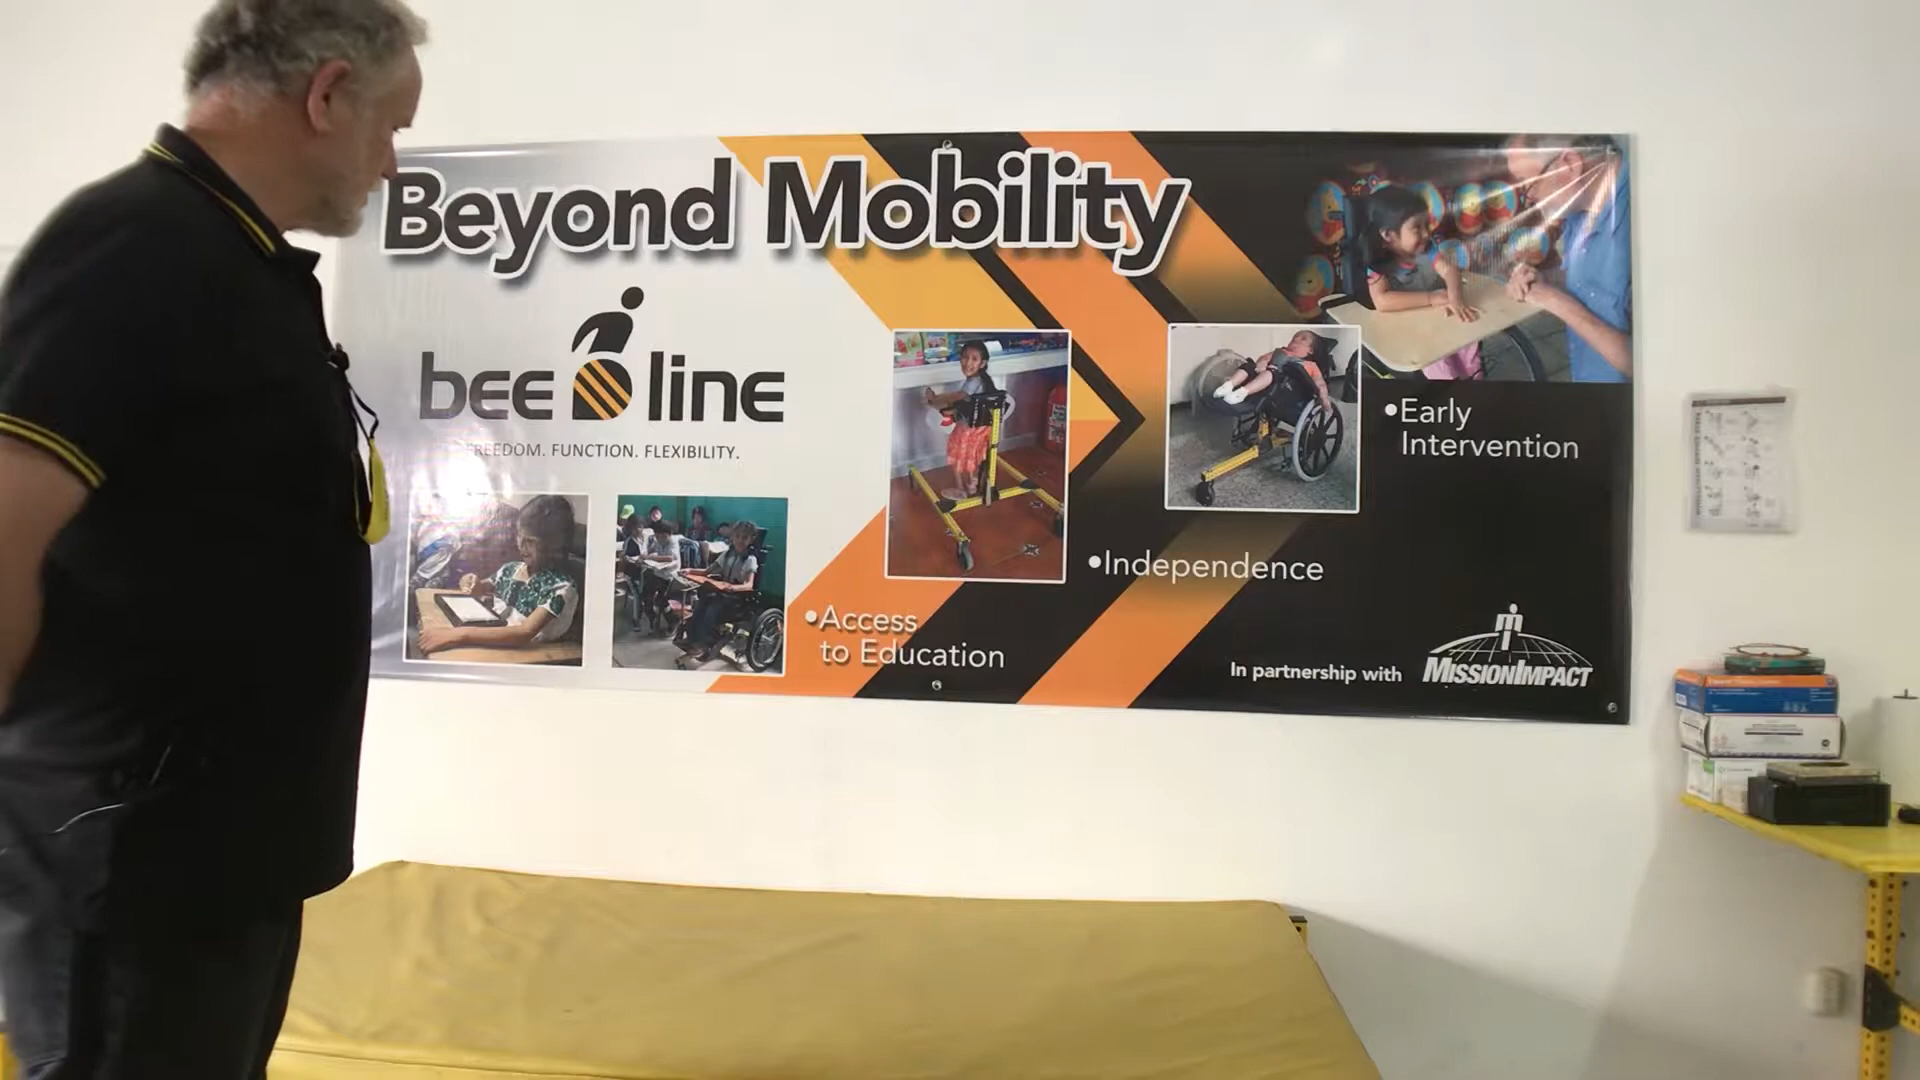 Beyond Mobility
bee line
FREEDOM. FUNCTION. FLEXIBILITY.
•Early
Intervention
•Independence
•Access
to Education
In partnership with
MISSIONIMPACT